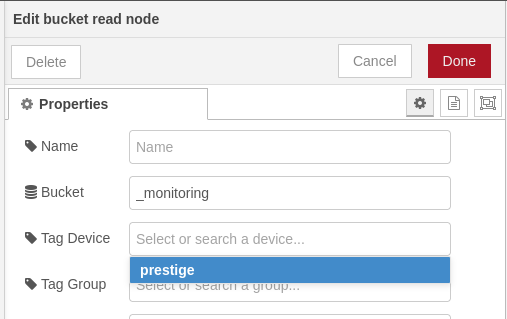 Edit bucket read node
Delete
Cancel
Done
Properties
Name
Name
Bucket
_monitoring
Tag Device
Select or search a device...
prestige
Tag Group
Select or search a group...